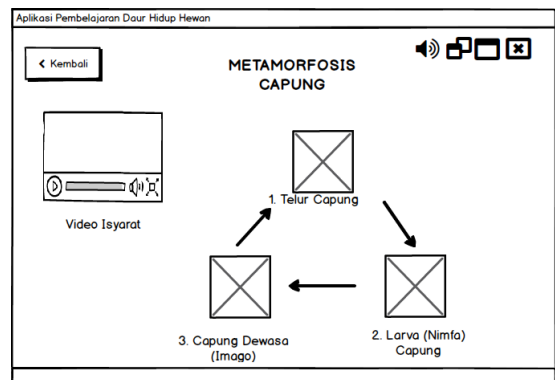 Aplikasi Pembelajaran Daur Hidup Hewan
Kembali
METAMORFOSIS
CAPUNG
Video Isyarat
1. Telur Capung
2. Larva (Nimfa)
Capung
3. Capung Dewasa
(Imago)